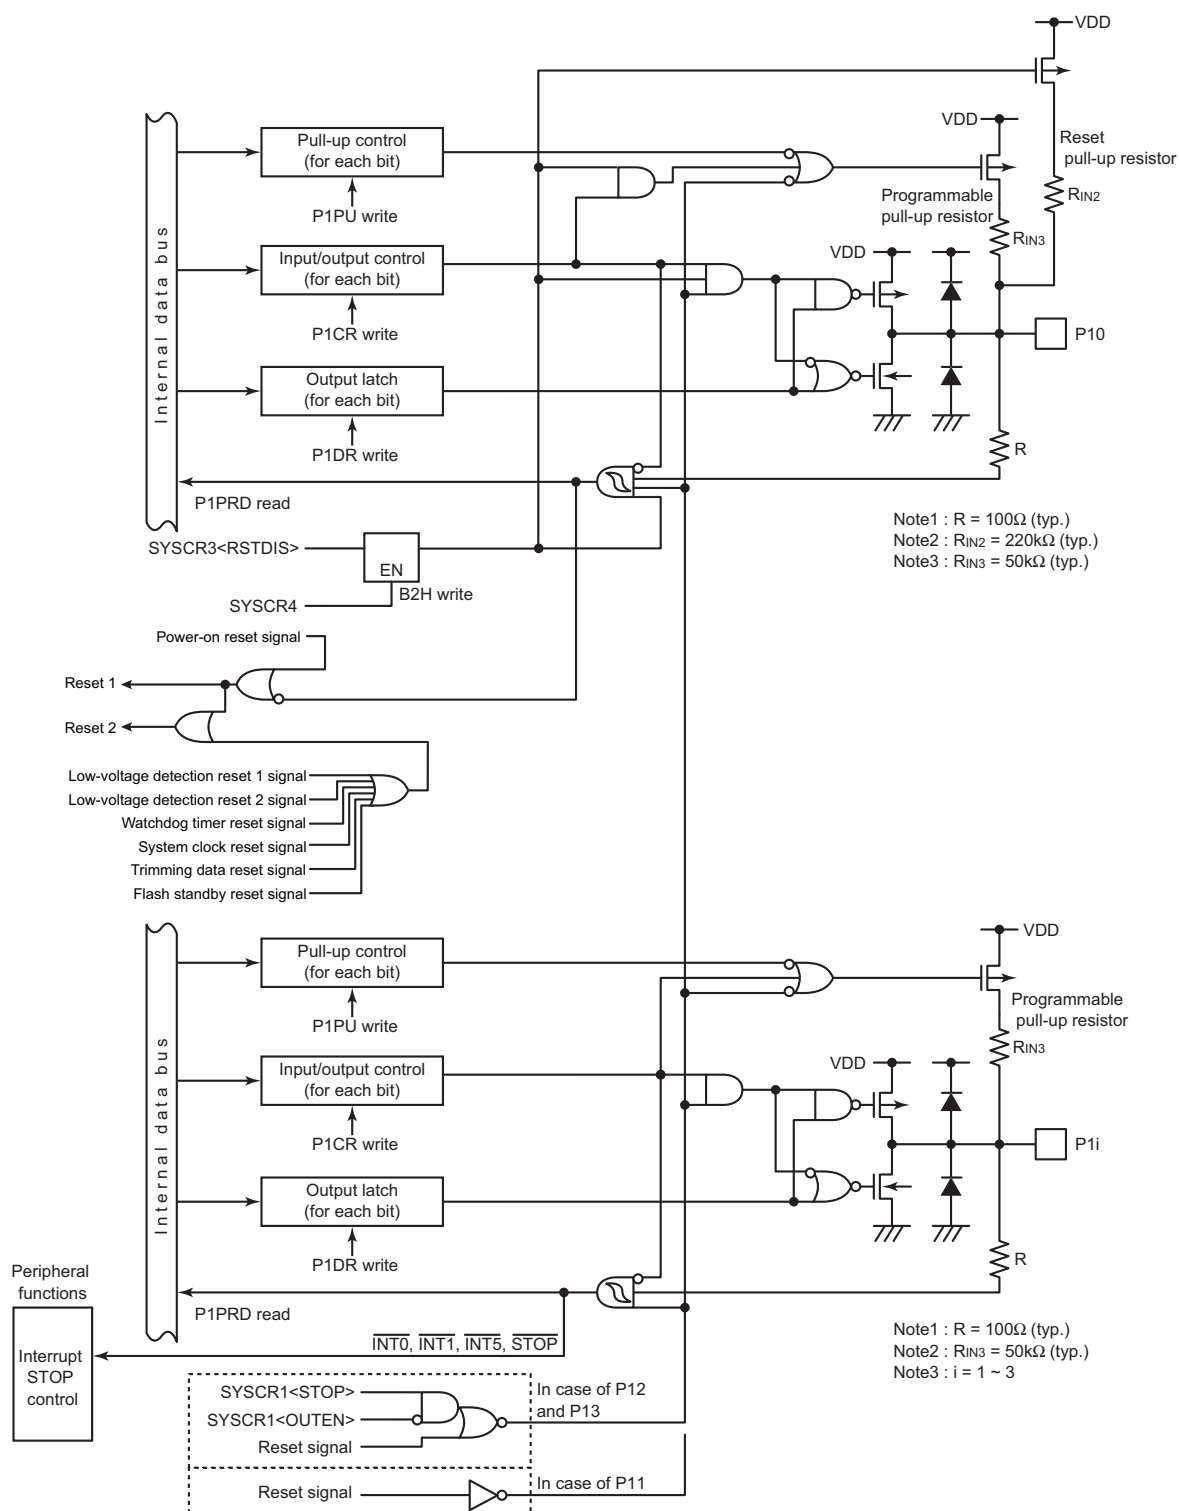 VDD
VDD
Reset
pull-up resistor
RIN2
Pull-up control
(for each bit)
P1PU write
Programmable
pull-up resistor
RIN3
Internal data bus
Input/output control
(for each bit)
P1CR write
VDD
P10
Output latch
(for each bit)
P1DR write
R
P1PRD read
Note1 : R = 100Ω (typ.)
Note2 : RIN2 = 220kΩ (typ.)
Note3 : RIN3 = 50kΩ (typ.)
SYSCR3<RSTDIS>
EN
B2H write
SYSCR4
Power-on reset signal
Reset 1
Reset 2
Low-voltage detection reset 1 signal
Low-voltage detection reset 2 signal
Watchdog timer reset signal
System clock reset signal
Trimming data reset signal
Flash standby reset signal
VDD
Pull-up control
(for each bit)
P1PU write
Programmable
pull-up resistor
RIN3
Internal data bus
Input/output control
(for each bit)
P1CR write
VDD
P1i
Output latch
(for each bit)
P1DR write
R
Peripheral
functions
P1PRD read
INT0, INT1, INT5, STOP
Interrupt
STOP
control
Note1 : R = 100Ω (typ.)
Note2 : RIN3 = 50kΩ (typ.)
Note3 : i = 1 ~ 3
SYSCR1<STOP>
SYSCR1<OUTEN>
Reset signal
In case of P12
and P13
Reset signal
In case of P11